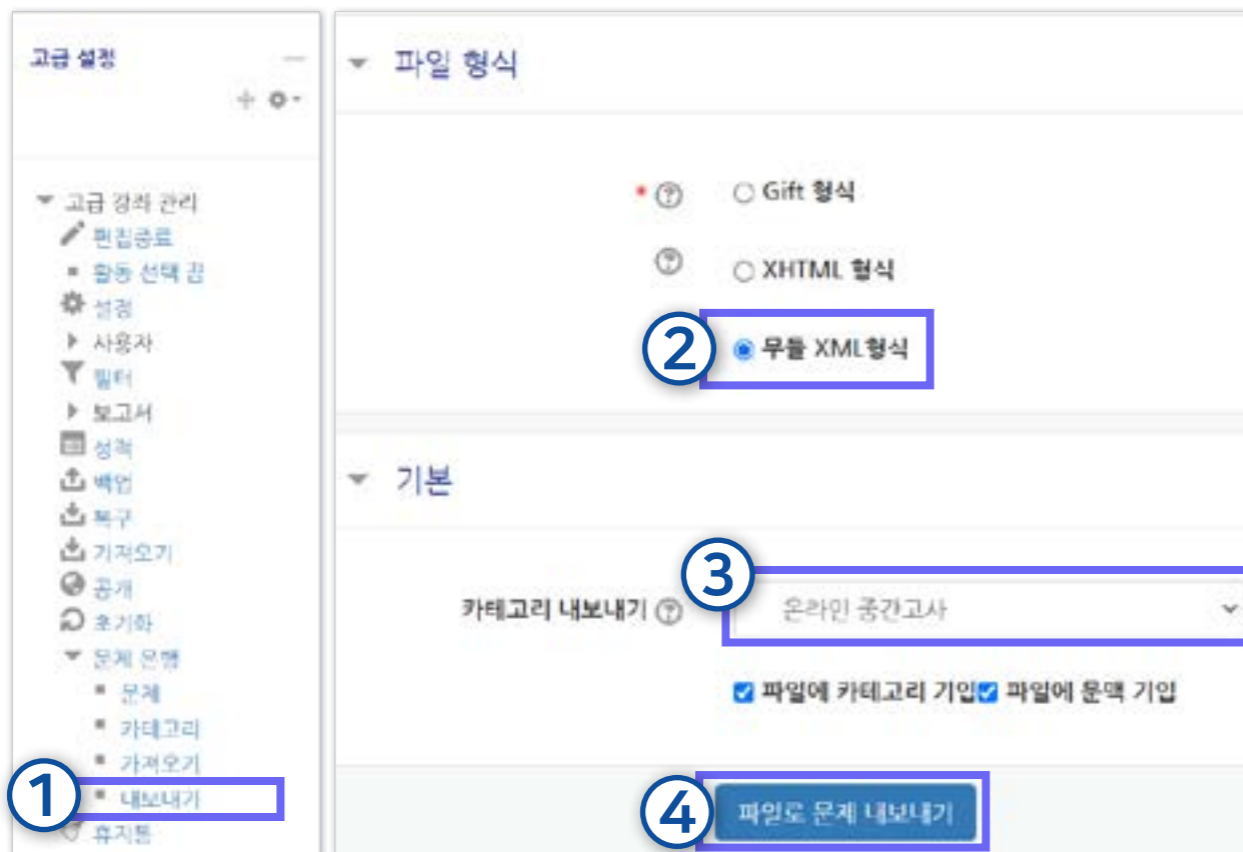 고급 설정
고급 강좌 관리
편집종료
활동 선택 끔
설정
사용자
필터
보고서
성적
백업
복구
가져오기
공개
초기화
문제 은행
문제
카테고리
가져오기
1 내보내기
휴지통
파일 형식
* Gift 형식
XHTML 형식
2 무들 XML형식
기본
3
카테고리 내보내기 온라인 중간고사
파일에 카테고리 기입 파일에 문맥 기입
4 파일로 문제 내보내기